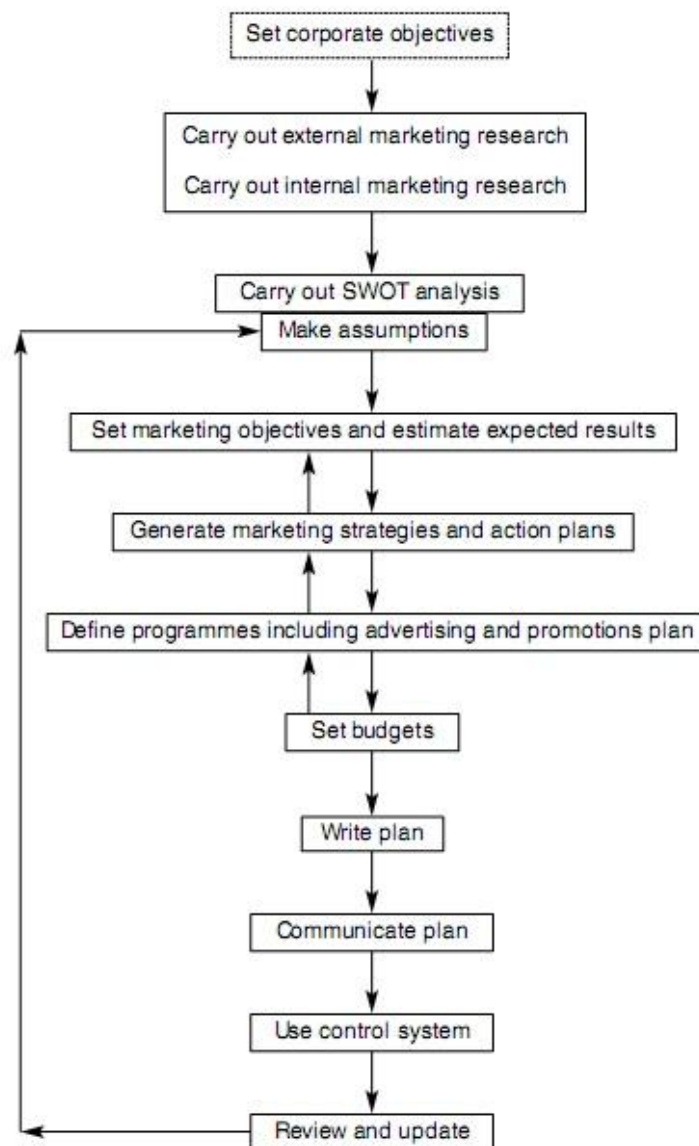 Set corporate objectives
Carry out external marketing research
Carry out internal marketing research
Carry out SWOT analysis
Make assumptions
Set marketing objectives and estimate expected results
Generate marketing strategies and action plans
Define programmes including advertising and promotions plan
Set budgets
Write plan
Communicate plan
Use control system
Review and update